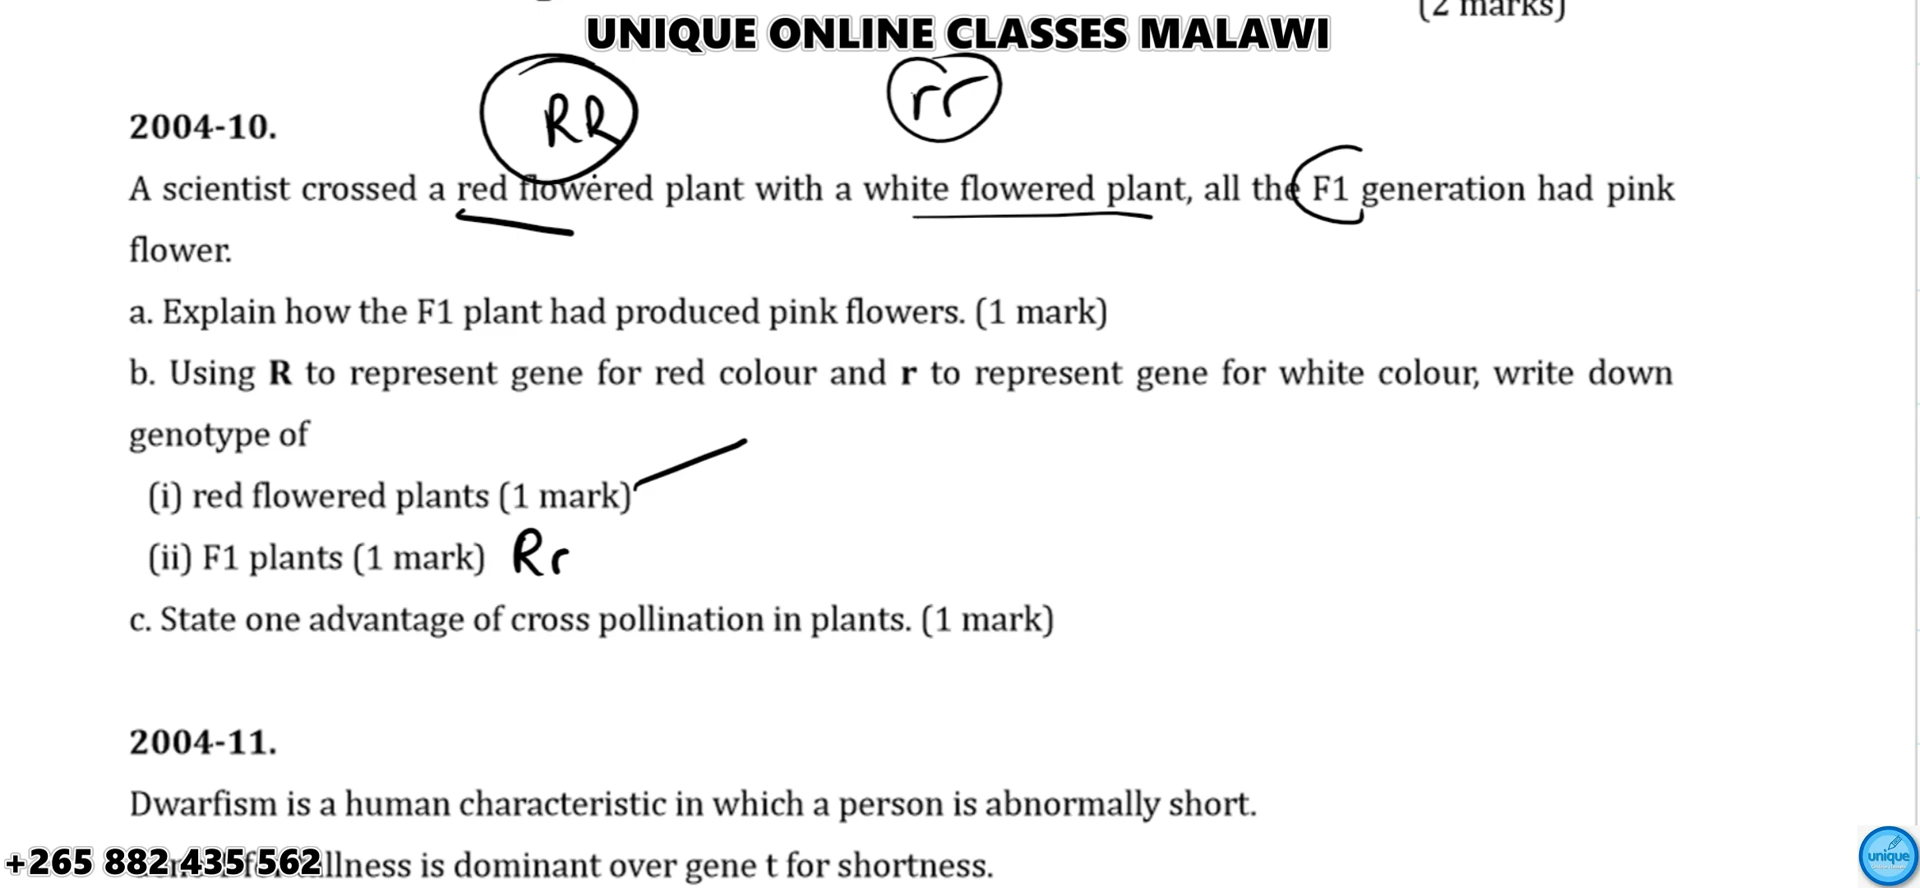 (2 marks)
UNIQUE ONLINE CLASSES MALAWI
RR
rr
2004-10.
A scientist crossed a red flowered plant with a white flowered plant, all the F1 generation had pink
flower.
a. Explain how the F1 plant had produced pink flowers. (1 mark)
b. Using R to represent gene for red colour and r to represent gene for white colour, write down
genotype of
(i) red flowered plants (1 mark)
(ii) F1 plants (1 mark) Rr
c. State one advantage of cross pollination in plants. (1 mark)
2004-11.
Dwarfism is a human characteristic in which a person is abnormally short.
+265 882 435 562
is dominant over gene t for shortness.
unique